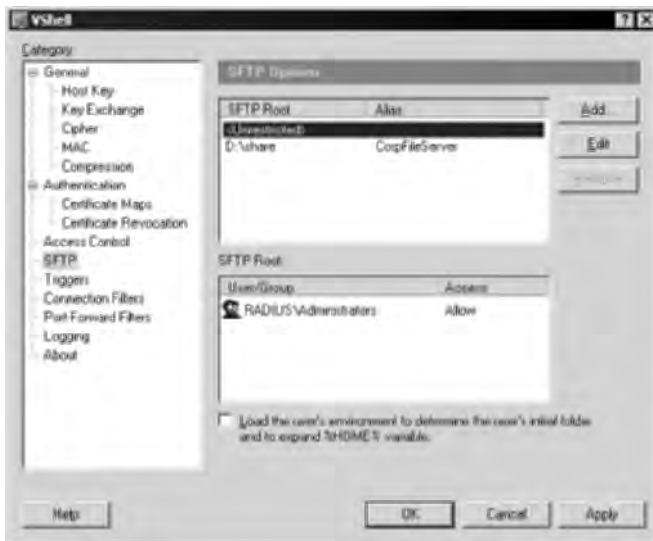 VShell
Category
General
Host Key
Key Exchange
Cipher
MAC
Compression
Authentication
Certificate Maps
Certificate Revocation
Access Control
SFTP
Triggers
Connection Filters
Port Forward Filters
Logging
About
SFTP Options
SFTP Root Alias
<Unrestricted>
D:\share CorpFileServer
Add...
Edit
SFTP Root
User/Group Access
RADIUS\Administrators Allow
Load the user's environment to determine the user's initial folder
and to expand %HOME% variable.
Help
OK
Cancel
Apply